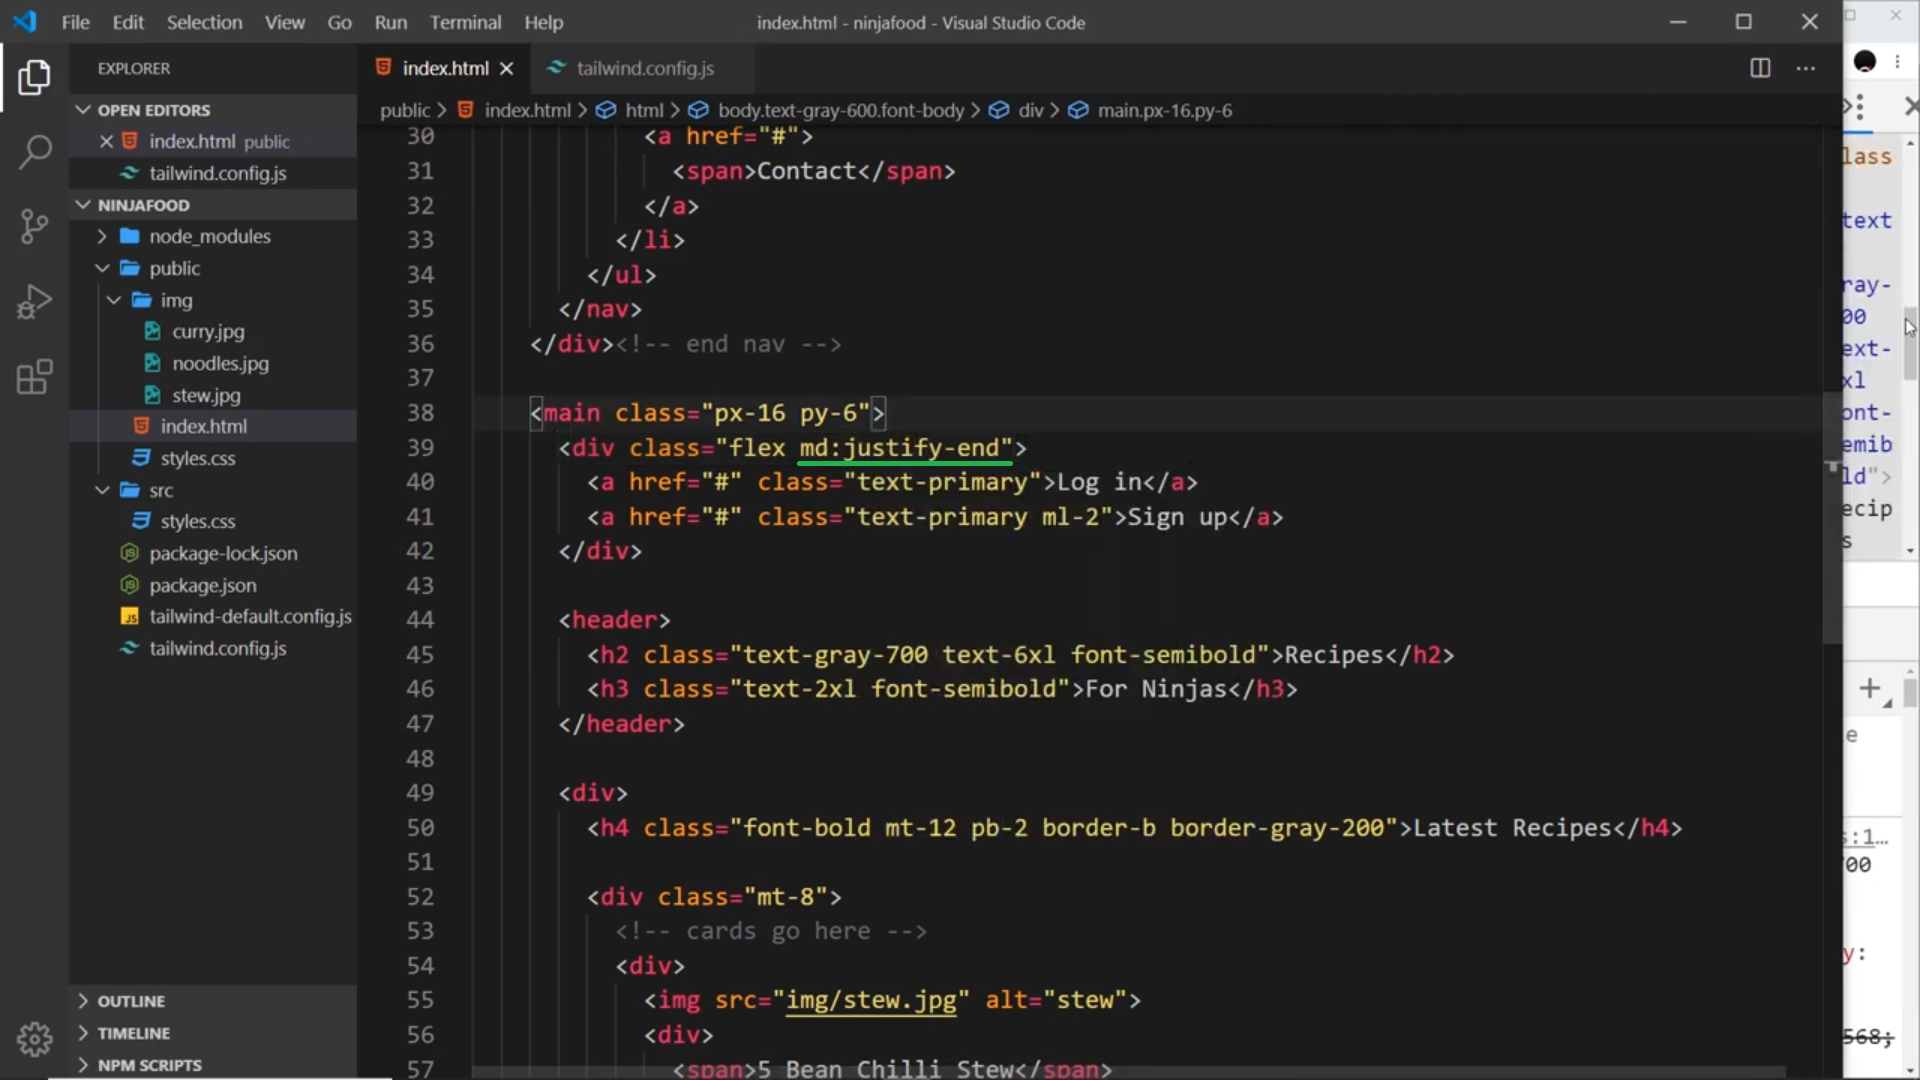 File Edit Selection View Go Run Terminal Help
index.html - ninjafood - Visual Studio Code
EXPLORER
OPEN EDITORS
index.html public
tailwind.config.js
NINJAFOOD
node_modules
public
img
curry.jpg
noodles.jpg
stew.jpg
index.html
styles.css
src
styles.css
package-lock.json
package.json
tailwind-default.config.js
tailwind.config.js
OUTLINE
TIMELINE
NPM SCRIPTS
index.html
tailwind.config.js
public > index.html > html > body.text-gray-600.font-body > div > main.px-16.py-6
30 <a href="#">
31 <span>Contact</span>
32 </a>
33 </li>
34 </ul>
35 </nav>
36 </div><!-- end nav -->
37
38 <main class="px-16 py-6">
39 <div class="flex md:justify-end">
40 <a href="#" class="text-primary">Log in</a>
41 <a href="#" class="text-primary ml-2">Sign up</a>
42 </div>
43
44 <header>
45 <h2 class="text-gray-700 text-6xl font-semibold">Recipes</h2>
46 <h3 class="text-2xl font-semibold">For Ninjas</h3>
47 </header>
48
49 <div>
50 <h4 class="font-bold mt-12 pb-2 border-b border-gray-200">Latest Recipes</h4>
51
52 <div class="mt-8">
53 <!-- cards go here -->
54 <div>
55 <img src="img/stew.jpg" alt="stew">
56 <div>
57 <span>5 Bean Chilli Stew</span>
lass
text
ray-
00
ext-
xl
ont-
emib
ld">
ecip
s
e
s:1…
700
y:
568;